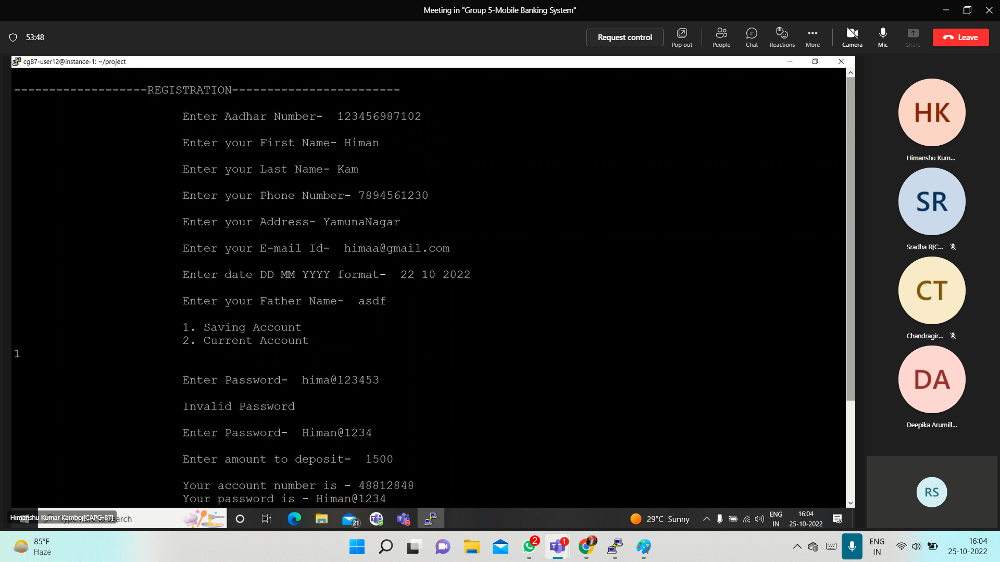 Meeting in "Group 5-Mobile Banking System"
53:48
Request control
Pop out
People
Chat
Reactions
More
Camera
Mic
Share
Leave
cg87-user12@instance-1: ~/project
-------------------REGISTRATION------------------------
Enter Aadhar Number-  123456987102
Enter your First Name- Himan
Enter your Last Name- Kam
Enter your Phone Number- 7894561230
Enter your Address- YamunaNagar
Enter your E-mail Id-  himaa@gmail.com
Enter date DD MM YYYY format-  22 10 2022
Enter your Father Name-  asdf
1. Saving Account
2. Current Account
1
Enter Password-  hima@123453
Invalid Password
Enter Password-  Himan@1234
Enter amount to deposit-  1500
Your account number is - 48812848
Your password is - Himan@1234
HK
Himanshu Kum...
SR
Sradha R[C...
CT
Chandragir...
DA
Deepika Arumill...
RS
Himanshu Kumar Kamboj[CAPG-87]
search
21
29°C Sunny
ENG
IN
16:04
25-10-2022
85°F
Haze
2
1
ENG
IN
16:04
25-10-2022